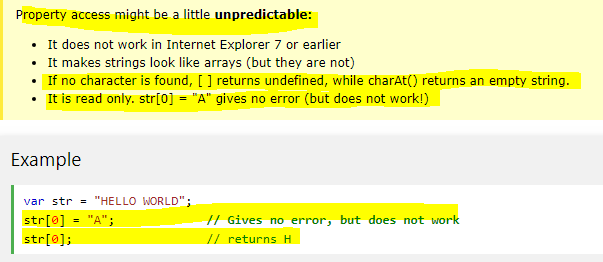 Property access might be a little unpredictable:
It does not work in Internet Explorer 7 or earlier
It makes strings look like arrays (but they are not)
If no character is found, [ ] returns undefined, while charAt() returns an empty string.
It is read only. str[0] = "A" gives no error (but does not work!)
Example
var str = "HELLO WORLD";
str[0] = "A"; // Gives no error, but does not work
str[0]; // returns H